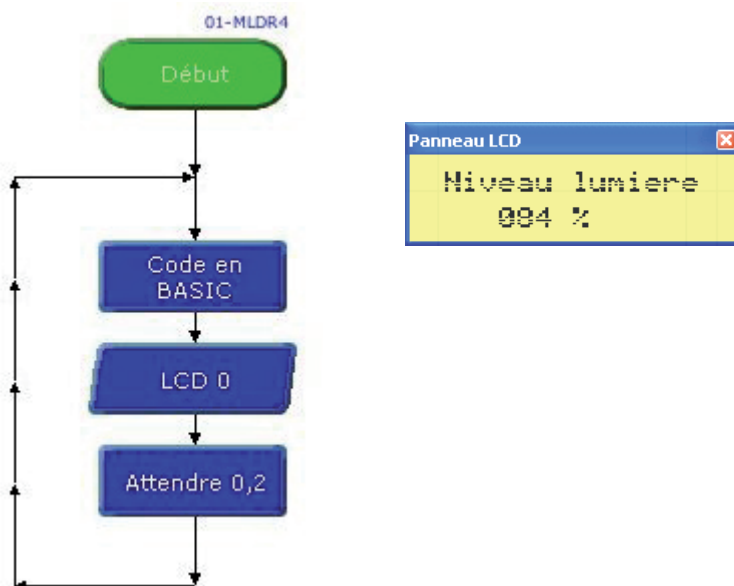 01-MLDR4
Début
Code en
BASIC
LCD 0
Attendre 0,2
Panneau LCD
Niveau lumiere
084 %